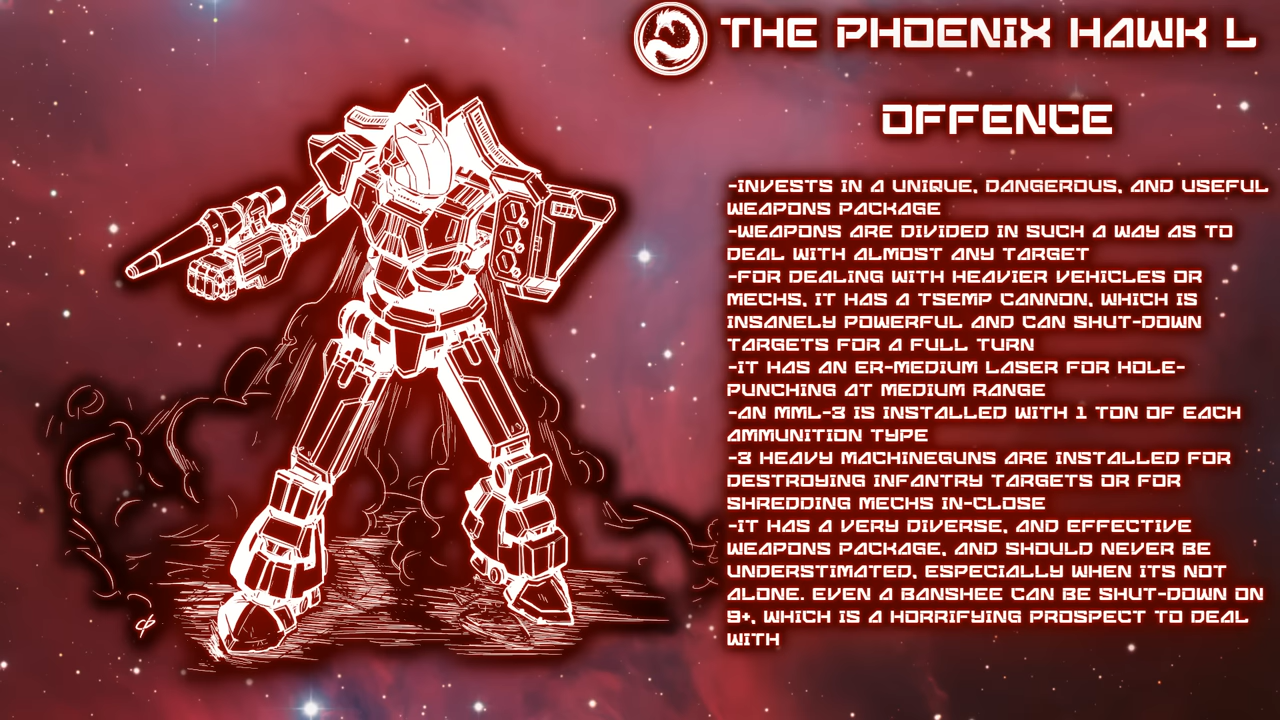 THE PHOENIX HAWK L
OFFENCE
-INVESTS IN A UNIQUE, DANGEROUS, AND USEFUL
WEAPONS PACKAGE
-WEAPONS ARE DIVIDED IN SUCH A WAY AS TO
DEAL WITH ALMOST ANY TARGET
-FOR DEALING WITH HEAVIER VEHICLES OR
MECHS, IT HAS A TSEMP CANNON, WHICH IS
INSANELY POWERFUL AND CAN SHUT-DOWN
TARGETS FOR A FULL TURN
-IT HAS AN ER-MEDIUM LASER FOR HOLE-
PUNCHING AT MEDIUM RANGE
-AN MML-3 IS INSTALLED WITH 1 TON OF EACH
AMMUNITION TYPE
-3 HEAVY MACHINEGUNS ARE INSTALLED FOR
DESTROYING INFANTRY TARGETS OR FOR
SHREDDING MECHS IN-CLOSE
-IT HAS A VERY DIVERSE, AND EFFECTIVE
WEAPONS PACKAGE, AND SHOULD NEVER BE
UNDERSTIMATED, ESPECIALLY WHEN ITS NOT
ALONE. EVEN A BANSHEE CAN BE SHUT-DOWN ON
9+, WHICH IS A HORRIFYING PROSPECT TO DEAL
WITH